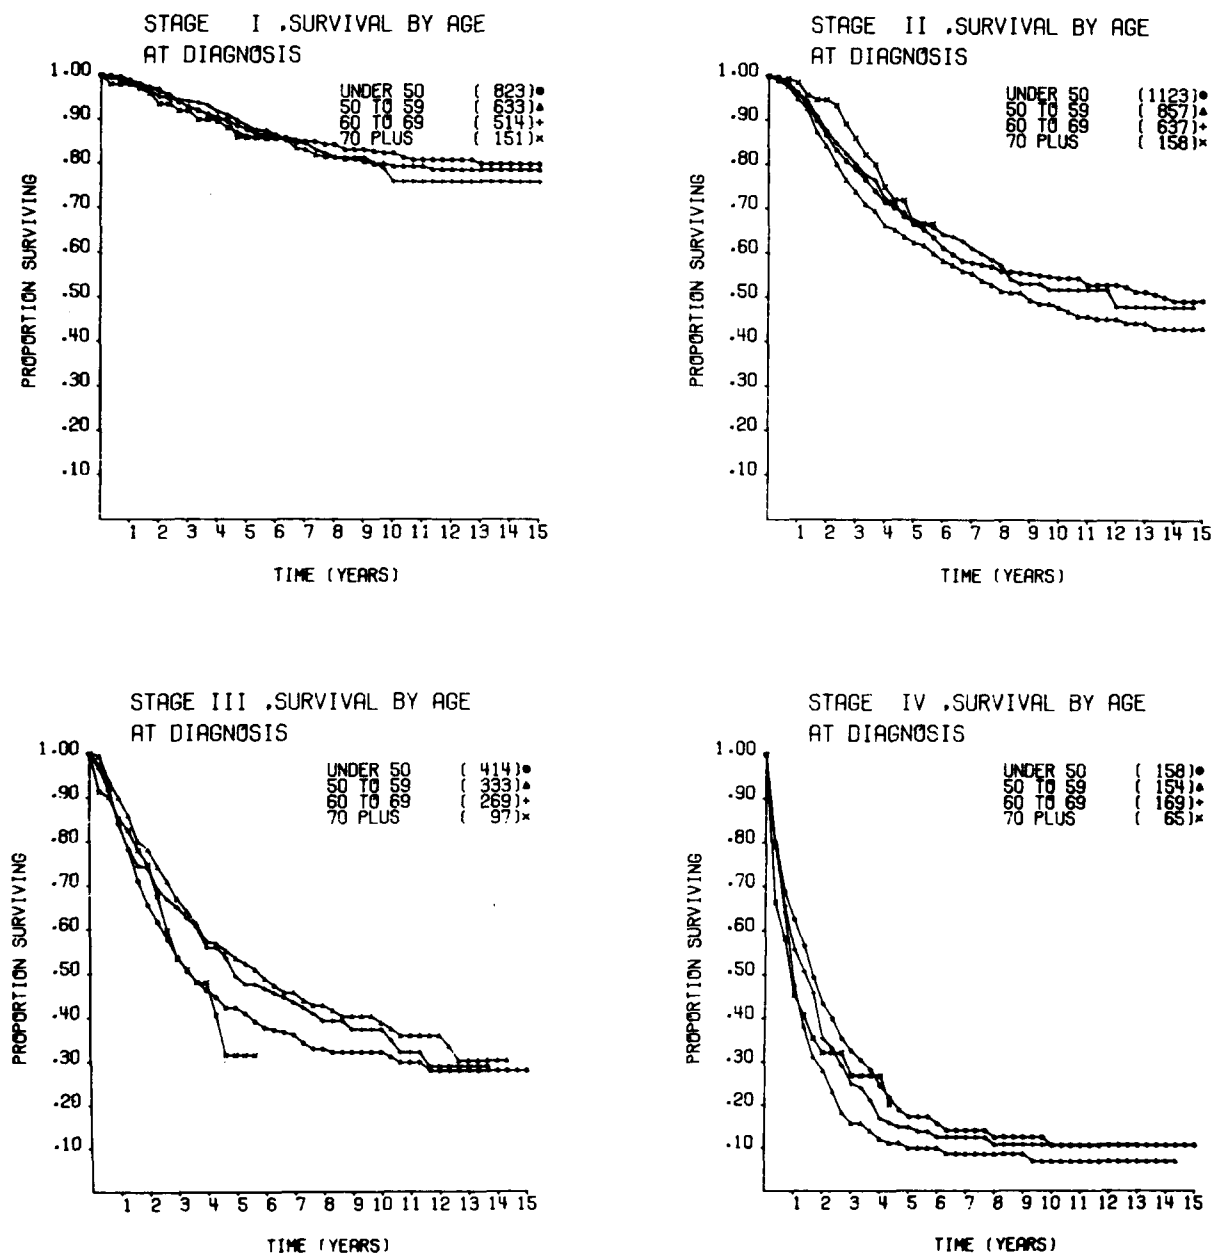 STAGE I .SURVIVAL BY AGE
AT DIAGNOSIS
UNDER 50 ( 823)●
50 TO 59 ( 633)▲
60 TO 69 ( 514)+
70 PLUS ( 151)×
1.00
.90
.80
.70
.60
.50
.40
.30
.20
.10
PROPORTION SURVIVING
1 2 3 4 5 6 7 8 9 10 11 12 13 14 15
TIME (YEARS)
STAGE II .SURVIVAL BY AGE
AT DIAGNOSIS
UNDER 50 (1123)●
50 TO 59 ( 857)▲
60 TO 69 ( 637)+
70 PLUS ( 158)×
1.00
.90
.80
.70
.60
.50
.40
.30
.20
.10
PROPORTION SURVIVING
1 2 3 4 5 6 7 8 9 10 11 12 13 14 15
TIME (YEARS)
STAGE III .SURVIVAL BY AGE
AT DIAGNOSIS
UNDER 50 ( 414)●
50 TO 59 ( 333)▲
60 TO 69 ( 269)+
70 PLUS ( 97)×
1.00
.90
.80
.70
.60
.50
.40
.30
.20
.10
PROPORTION SURVIVING
1 2 3 4 5 6 7 8 9 10 11 12 13 14 15
TIME (YEARS)
STAGE IV .SURVIVAL BY AGE
AT DIAGNOSIS
UNDER 50 ( 158)●
50 TO 59 ( 154)▲
60 TO 69 ( 169)+
70 PLUS ( 65)×
1.00
.90
.80
.70
.60
.50
.40
.30
.20
.10
PROPORTION SURVIVING
1 2 3 4 5 6 7 8 9 10 11 12 13 14 15
TIME (YEARS)